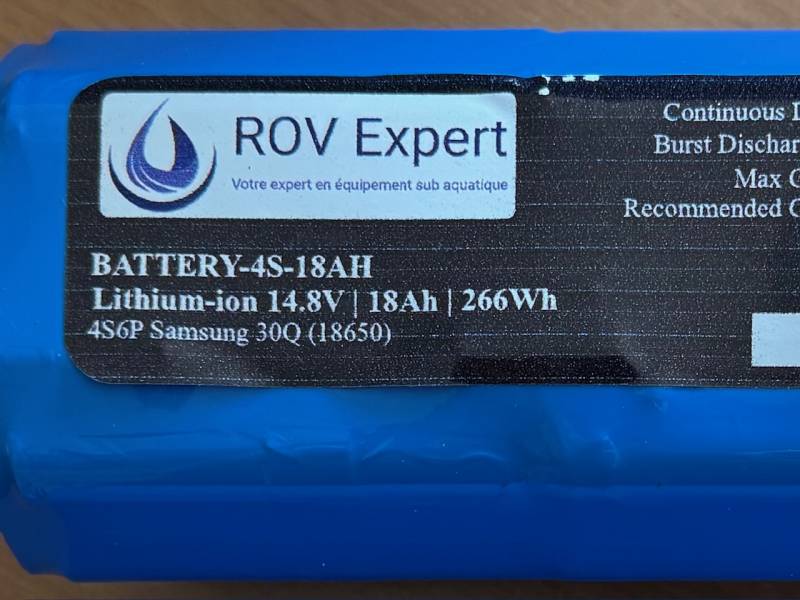 ROV Expert
Votre expert en équipement sub aquatique
BATTERY-4S-18AH
Lithium-ion 14.8V | 18Ah | 266Wh
4S6P Samsung 30Q (18650)
Continuous
Burst
Max
Recommended